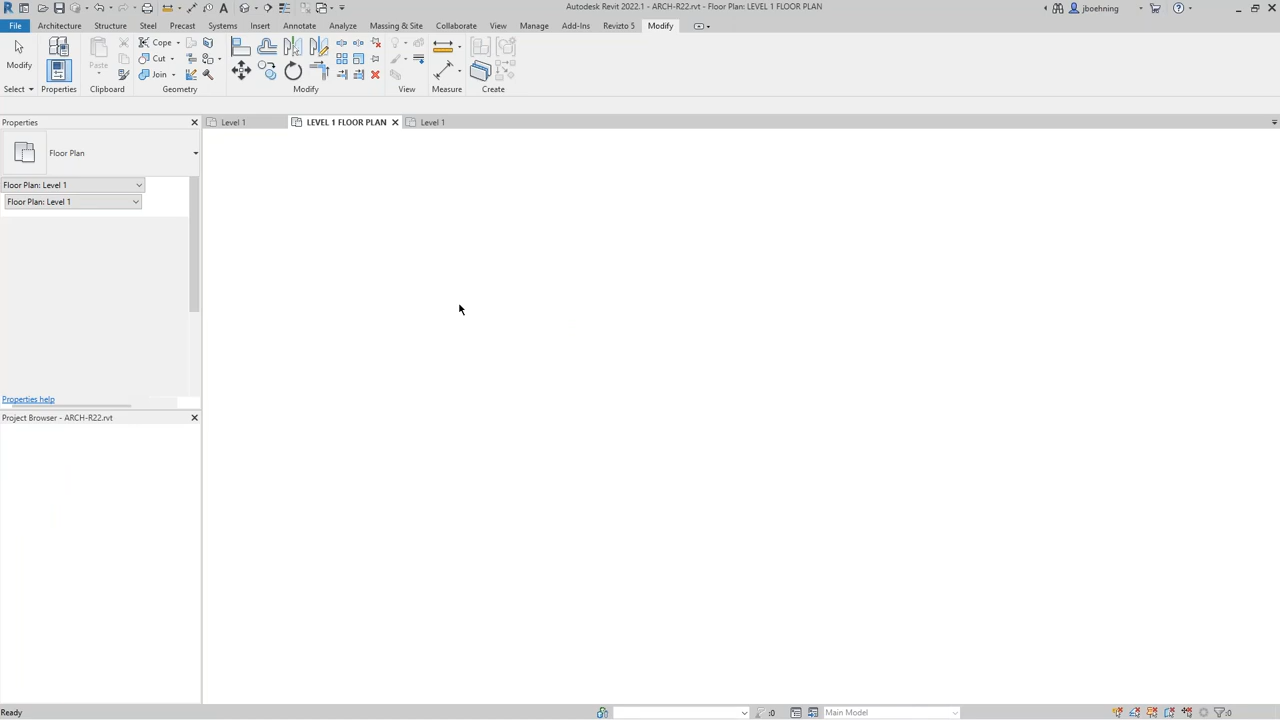 Autodesk Revit 2022.1 - ARCH-R22.rvt - Floor Plan: LEVEL 1 FLOOR PLAN
jboehning
File Architecture Structure Steel Precast Systems Insert Annotate Analyze Massing & Site Collaborate View Manage Add-Ins Revizto 5 Modify
Modify
Paste
Cope
Cut
Join
Select Properties Clipboard Geometry Modify View Measure Create
Properties
Level 1
LEVEL 1 FLOOR PLAN
Level 1
Floor Plan
Floor Plan: Level 1
Floor Plan: Level 1
Properties help
Project Browser - ARCH-R22.rvt
Ready
:0
Main Model
:0